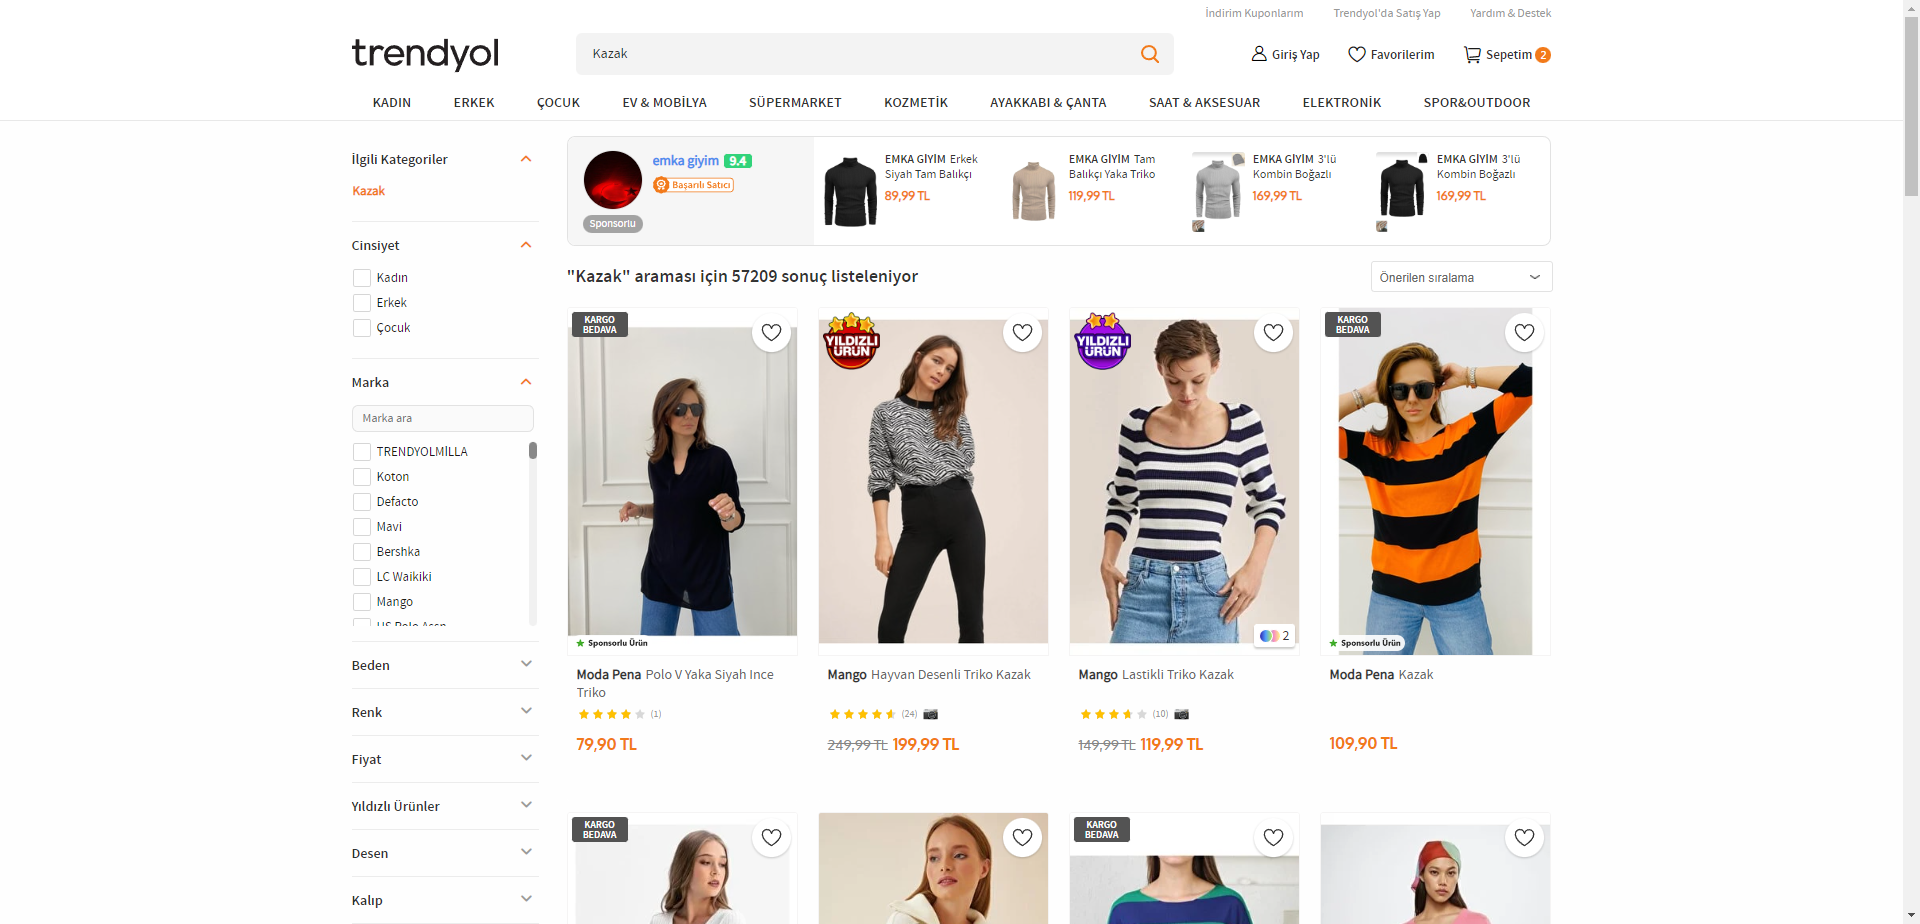 İndirim Kuponlarım
Trendyol'da Satış Yap
Yardım & Destek
trendyol
Kazak
Giriş Yap
Favorilerim
Sepetim 2
KADIN
ERKEK
ÇOCUK
EV & MOBİLYA
SÜPERMARKET
KOZMETİK
AYAKKABI & ÇANTA
SAAT & AKSESUAR
ELEKTRONİK
SPOR&OUTDOOR
İlgili Kategoriler
Kazak
Cinsiyet
Kadın
Erkek
Çocuk
Marka
Marka ara
TRENDYOLMİLLA
Koton
Defacto
Mavi
Bershka
LC Waikiki
Mango
US Polo Assn
Beden
Renk
Fiyat
Yıldızlı Ürünler
Desen
Kalıp
emka giyim 9.4
Başarılı Satıcı
Sponsorlu
EMKA GİYİM Erkek
Siyah Tam Balıkçı
89,99 TL
EMKA GİYİM Tam
Balıkçı Yaka Triko
119,99 TL
EMKA GİYİM 3'lü
Kombin Boğazlı
169,99 TL
EMKA GİYİM 3'lü
Kombin Boğazlı
169,99 TL
"Kazak" araması için 57209 sonuç listeleniyor
Önerilen sıralama
KARGO
BEDAVA
Sponsorlu Ürün
Moda Pena Polo V Yaka Siyah Ince
Triko
(1)
79,90 TL
YILDIZLI
ÜRÜN
Mango Hayvan Desenli Triko Kazak
(24)
249,99 TL 199,99 TL
YILDIZLI
ÜRÜN
2
Mango Lastikli Triko Kazak
(10)
149,99 TL 119,99 TL
KARGO
BEDAVA
Sponsorlu Ürün
Moda Pena Kazak
109,90 TL
KARGO
BEDAVA
KARGO
BEDAVA